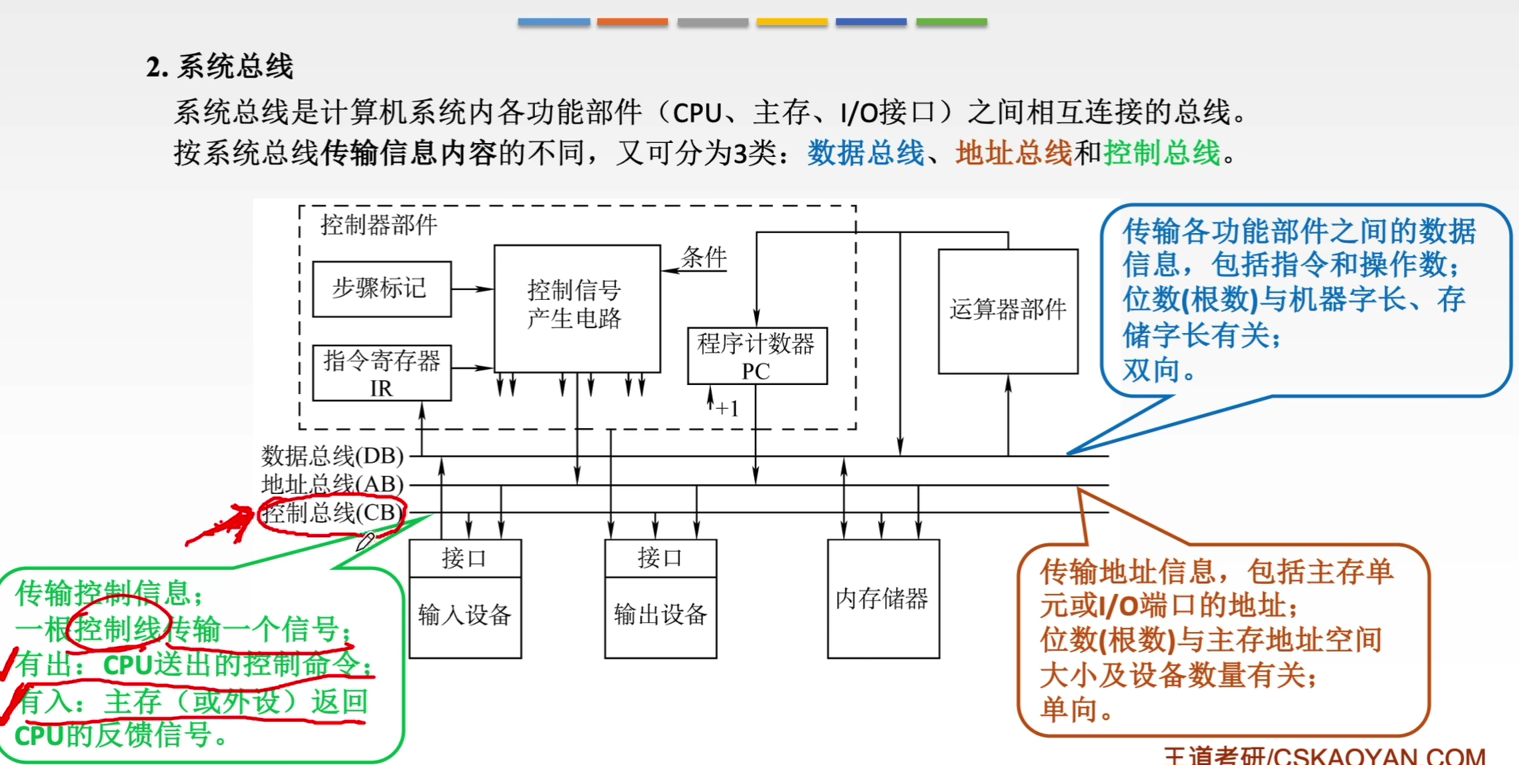 2. 系统总线
系统总线是计算机系统内各功能部件（CPU、主存、I/O接口）之间相互连接的总线。
按系统总线传输信息内容的不同，又可分为3类：数据总线、地址总线和控制总线。
控制器部件
步骤标记
控制信号
产生电路
条件
指令寄存器
IR
程序计数器
PC
+1
运算器部件
数据总线(DB)
地址总线(AB)
控制总线(CB)
接口
输入设备
接口
输出设备
内存储器
传输各功能部件之间的数据
信息，包括指令和操作数；
位数(根数)与机器字长、存
储字长有关；
双向。
传输控制信息；
一根控制线传输一个信号；
有出：CPU送出的控制命令；
有入：主存（或外设）返回
CPU的反馈信号。
传输地址信息，包括主存单
元或I/O端口的地址；
位数(根数)与主存地址空间
大小及设备数量有关；
单向。
王道考研/CSKAOYAN.COM